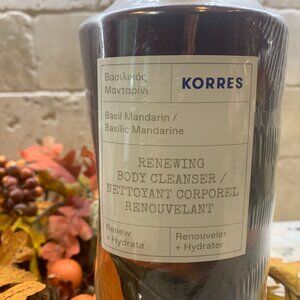 Βασιλικός
Μανταρίνι
KORRES
Basil Mandarin /
Basilic Mandarine
RENEWING
BODY CLEANSER /
NETTOYANT CORPOREL
RENOUVELANT
Renew
+ Hydrate
Renouveler
+ Hydrater